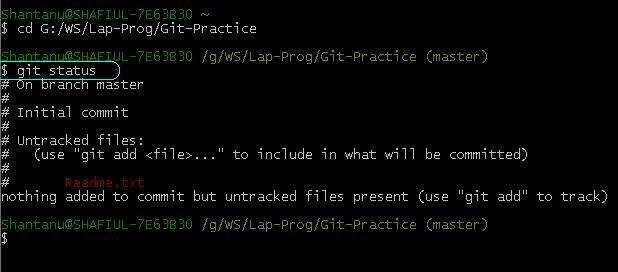 Shantanu@SHAFIUL-7E63B30 ~
$ cd G:/WS/Lap-Prog/Git-Practice
Shantanu@SHAFIUL-7E63B30 /g/WS/Lap-Prog/Git-Practice (master)
$ git status
# On branch master
#
# Initial commit
#
# Untracked files:
#   (use "git add <file>..." to include in what will be committed)
#
#       Readme.txt
nothing added to commit but untracked files present (use "git add" to track)
Shantanu@SHAFIUL-7E63B30 /g/WS/Lap-Prog/Git-Practice (master)
$